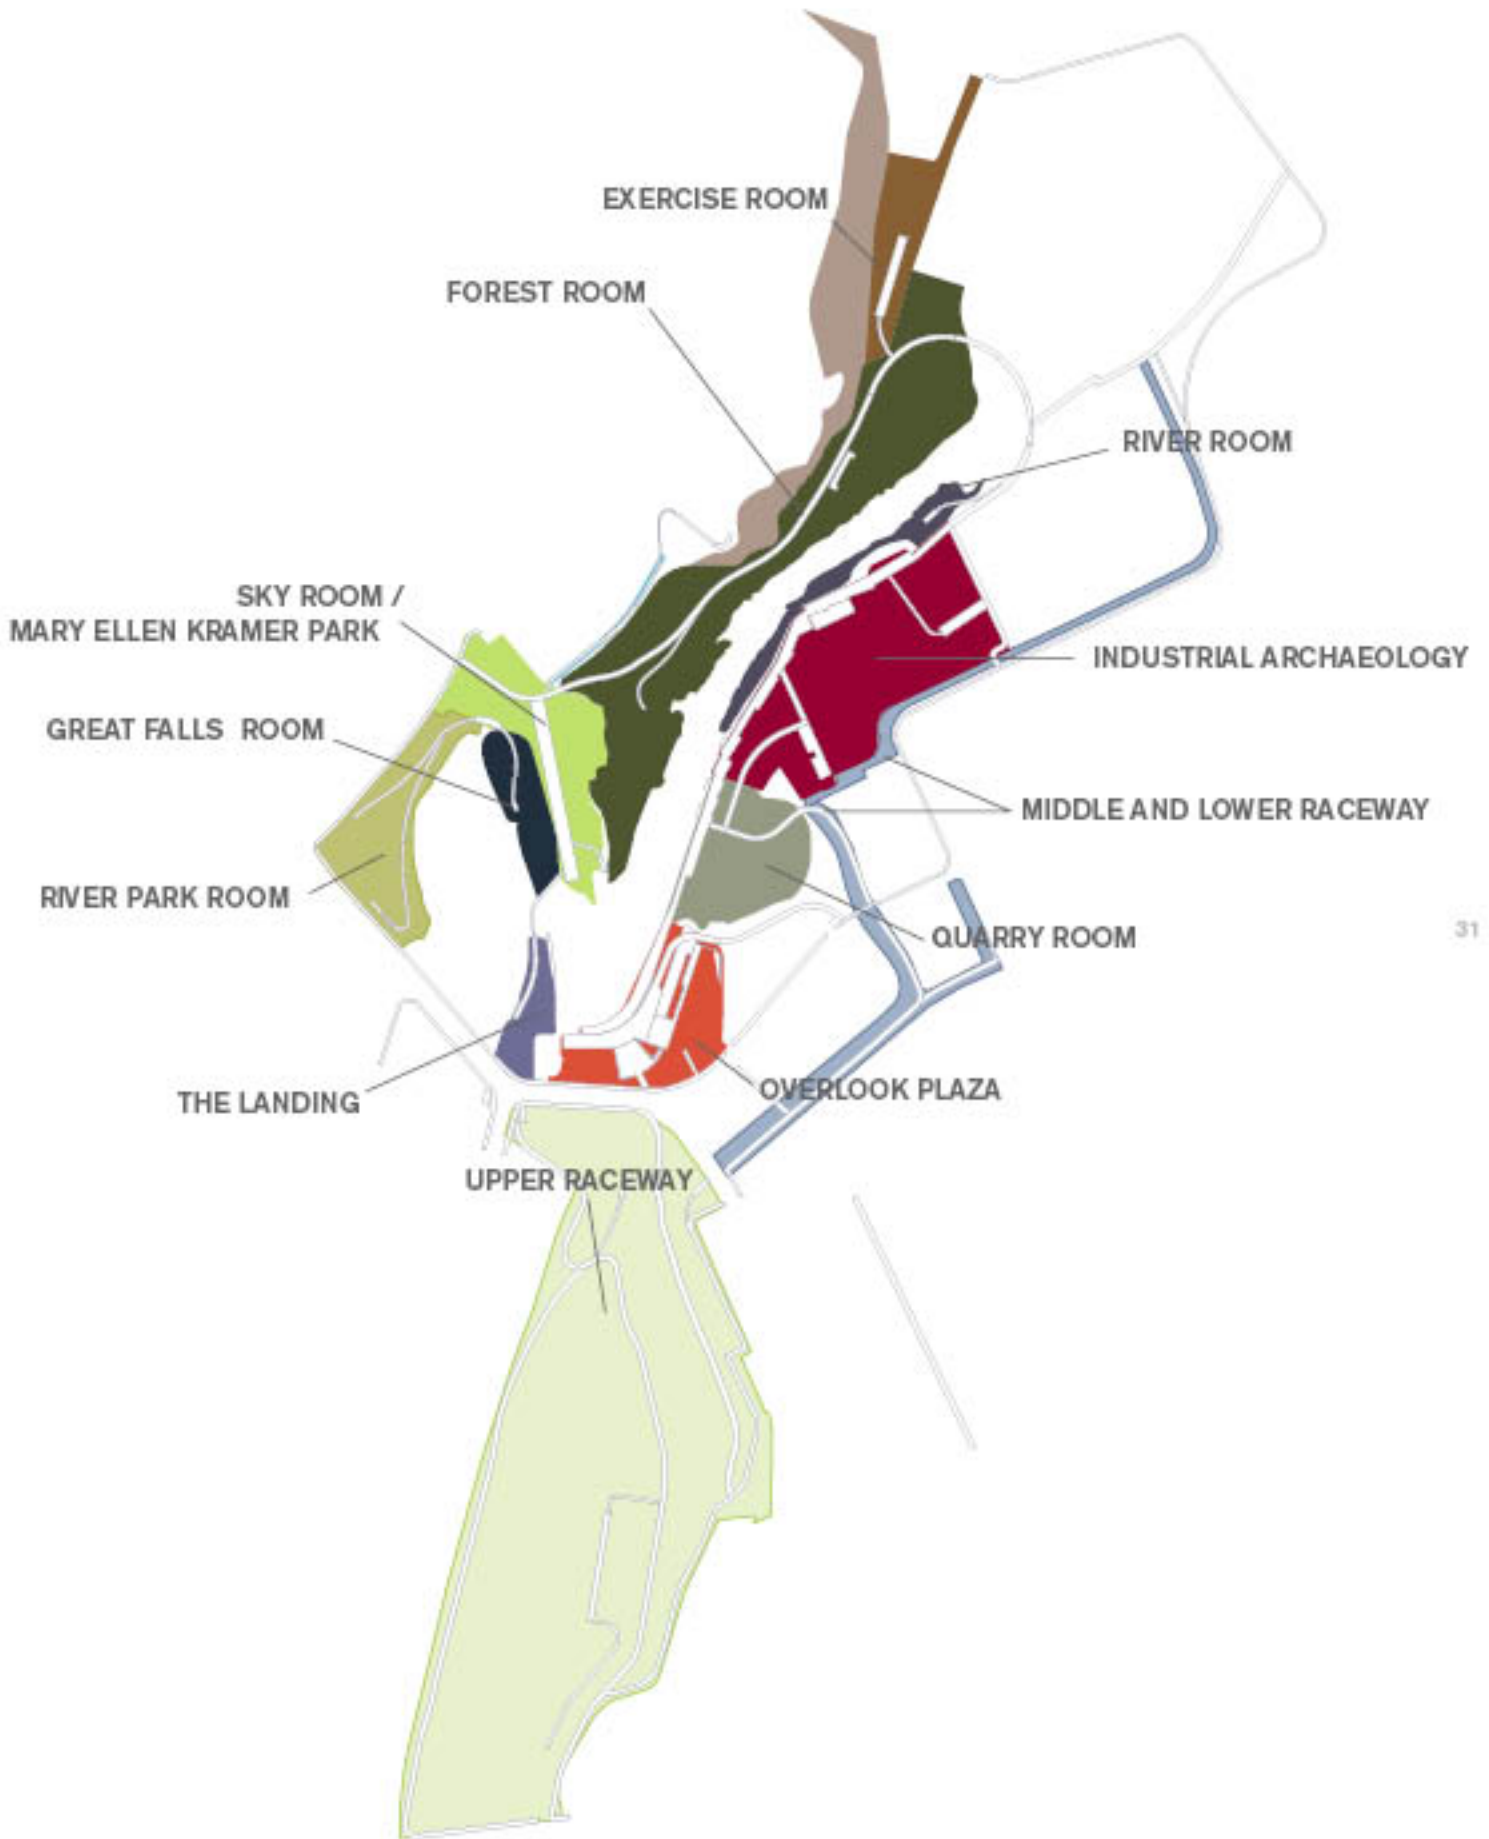 EXERCISE ROOM
FOREST ROOM
RIVER ROOM
SKY ROOM /
MARY ELLEN KRAMER PARK
INDUSTRIAL ARCHAEOLOGY
GREAT FALLS ROOM
MIDDLE AND LOWER RACEWAY
RIVER PARK ROOM
QUARRY ROOM
31
THE LANDING
OVERLOOK PLAZA
UPPER RACEWAY